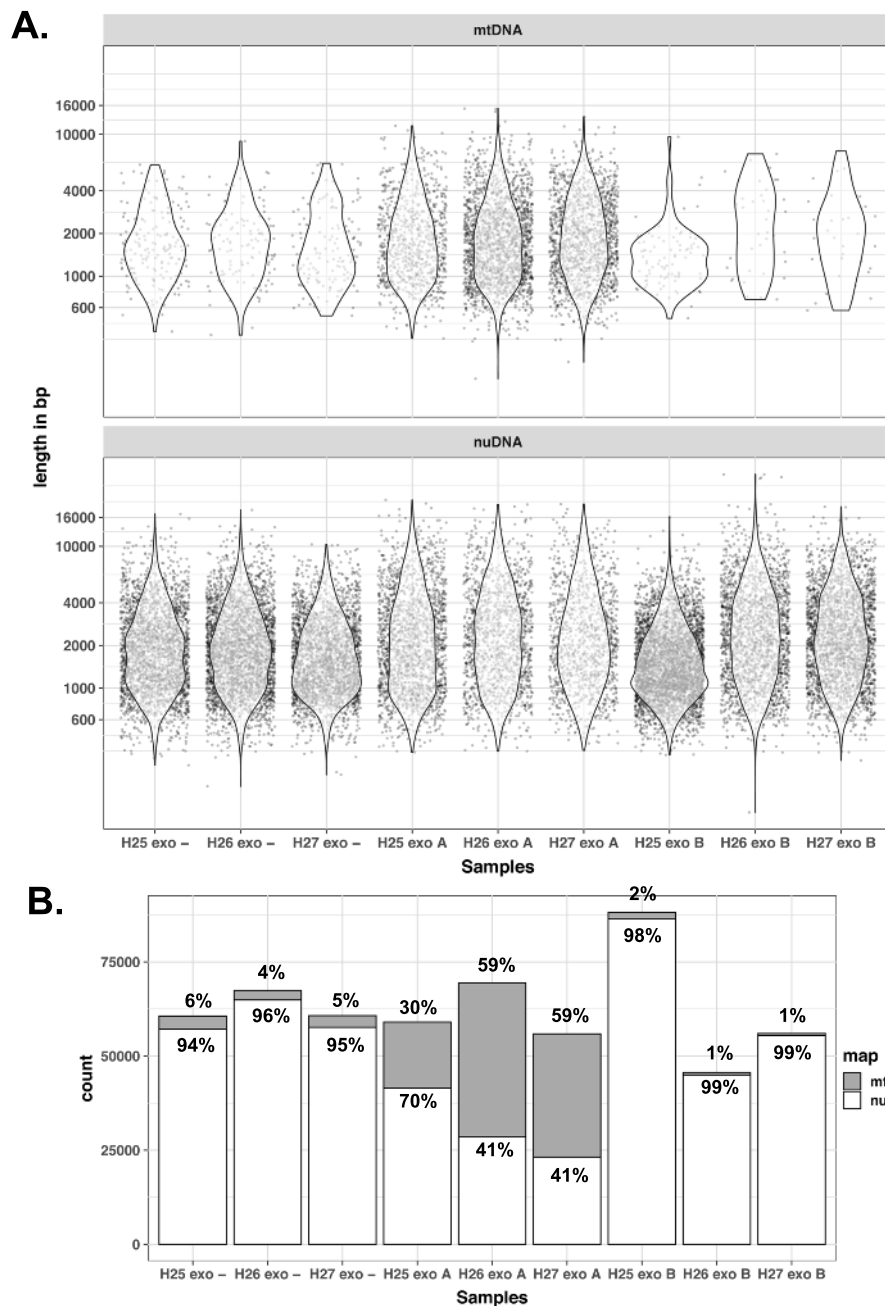 A.
mtDNA
16000
10000
4000
2000
1000
600
length in bp
nuDNA
16000
10000
4000
2000
1000
600
H25 exo – H26 exo – H27 exo – H25 exo A H26 exo A H27 exo A H25 exo B H26 exo B H27 exo B
Samples
B.
75000
50000
25000
0
count
6% 4% 5% 30% 59% 59% 2% 1% 1%
94% 96% 95% 70% 41% 41% 98% 99% 99%
map
mt
nu
H25 exo – H26 exo – H27 exo – H25 exo A H26 exo A H27 exo A H25 exo B H26 exo B H27 exo B
Samples